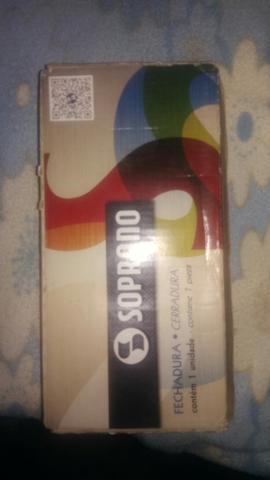 SOPRANO
FECHADURA • CERRADURA
contém 1 unidade - contiene 1 pieza